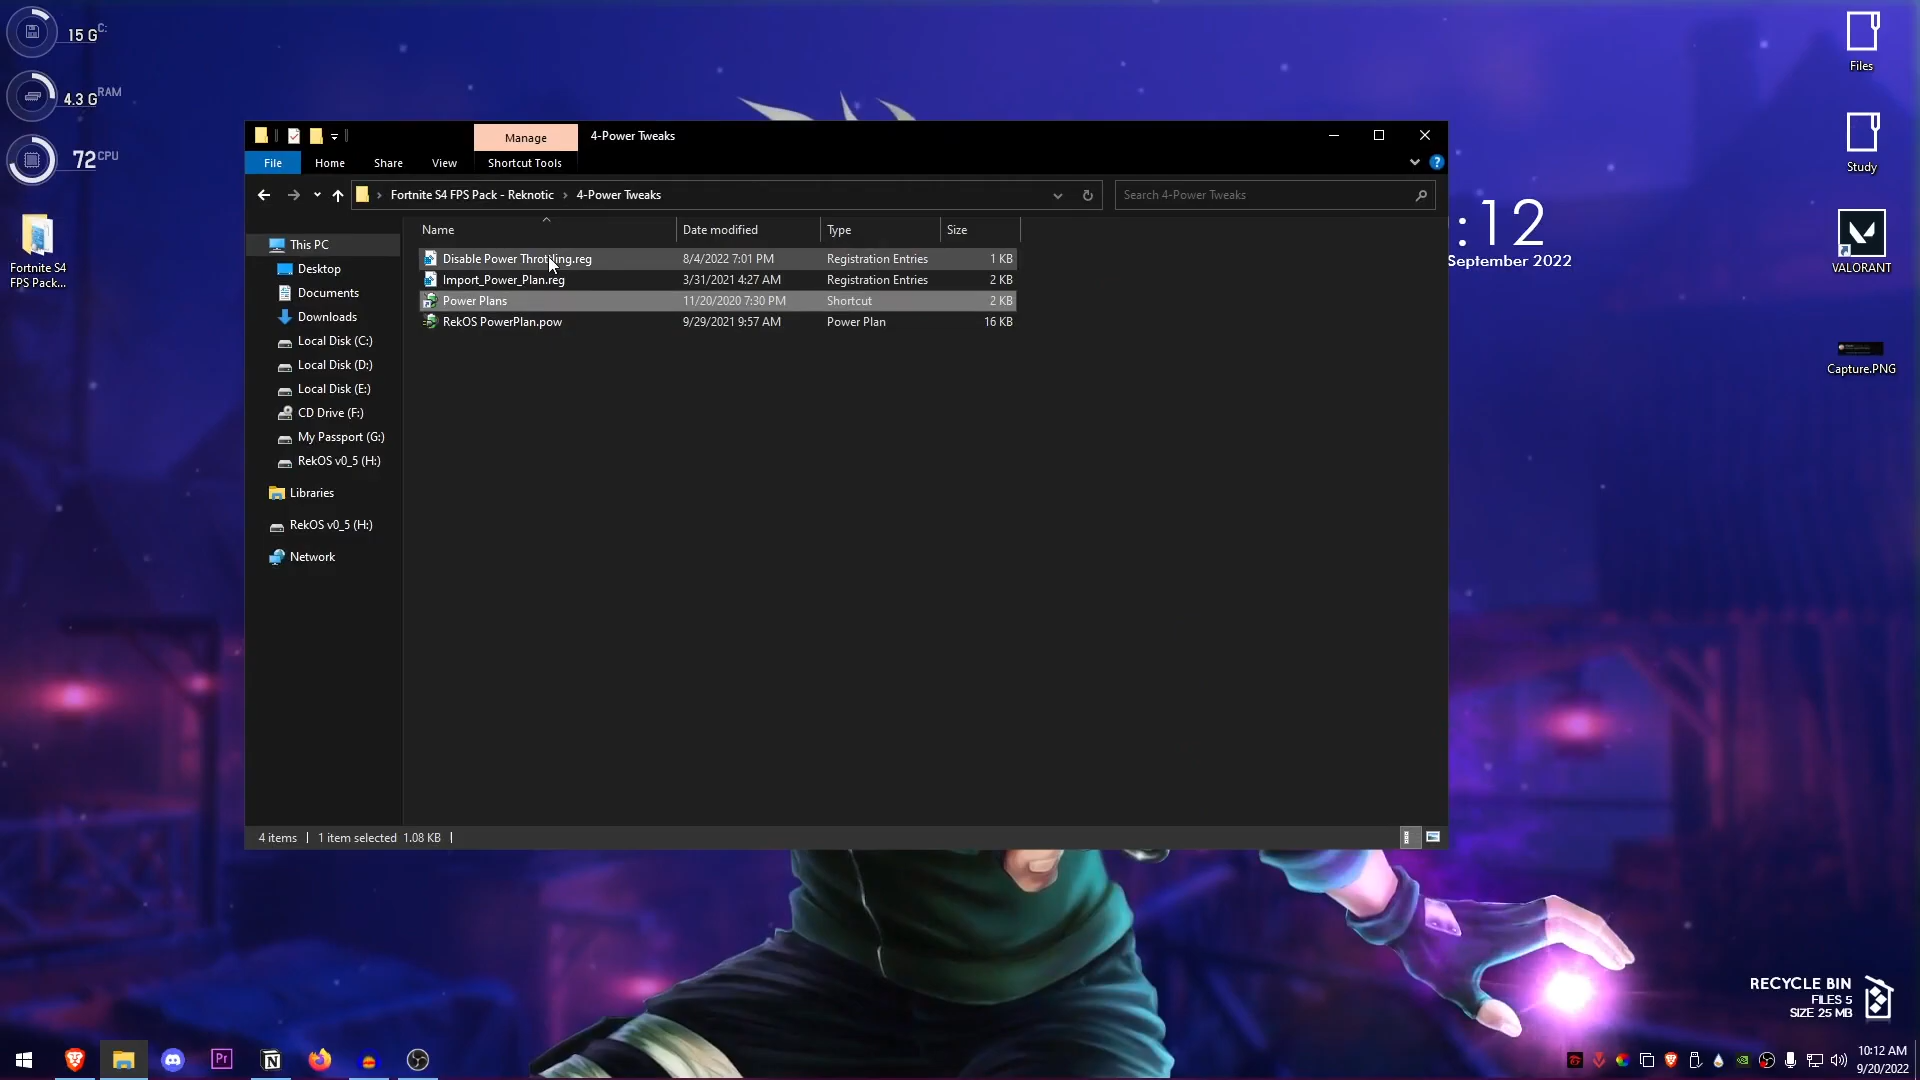 15 G C:
4.3 G RAM
72 CPU
Fortnite S4
FPS Pack...
Manage
4-Power Tweaks
File
Home
Share
View
Shortcut Tools
Fortnite S4 FPS Pack - Reknotic
4-Power Tweaks
Search 4-Power Tweaks
Name
Date modified
Type
Size
Disable Power Throttling.reg 8/4/2022 7:01 PM Registration Entries 1 KB
Import_Power_Plan.reg 3/31/2021 4:27 AM Registration Entries 2 KB
Power Plans 11/20/2020 7:30 PM Shortcut 2 KB
RekOS PowerPlan.pow 9/29/2021 9:57 AM Power Plan 16 KB
This PC
Desktop
Documents
Downloads
Local Disk (C:)
Local Disk (D:)
Local Disk (E:)
CD Drive (F:)
My Passport (G:)
RekOS v0_5 (H:)
Libraries
RekOS v0_5 (H:)
Network
4 items
1 item selected 1.08 KB
:12
September 2022
Files
Study
VALORANT
Capture.PNG
RECYCLE BIN
FILES 5
SIZE 25 MB
Pr
10:12 AM
9/20/2022